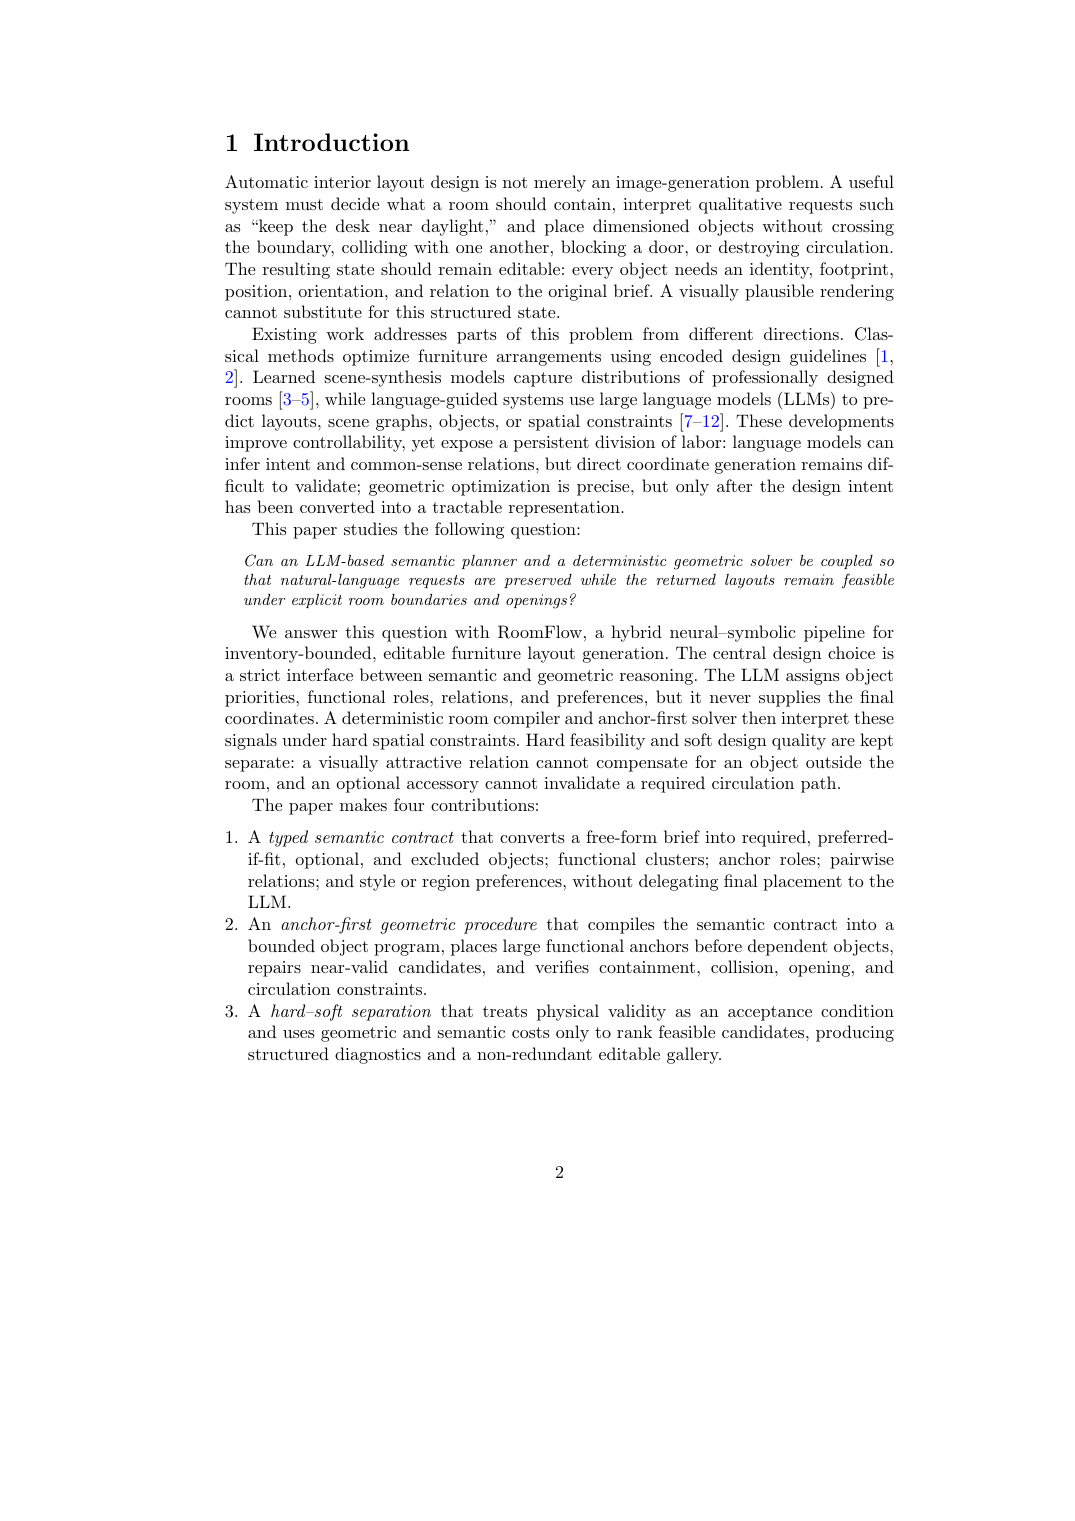 1 Introduction
Automatic interior layout design is not merely an image-generation problem. A useful
system must decide what a room should contain, interpret qualitative requests such
as “keep the desk near daylight,” and place dimensioned objects without crossing
the boundary, colliding with one another, blocking a door, or destroying circulation.
The resulting state should remain editable: every object needs an identity, footprint,
position, orientation, and relation to the original brief. A visually plausible rendering
cannot substitute for this structured state.
Existing work addresses parts of this problem from different directions. Clas-
sical methods optimize furniture arrangements using encoded design guidelines [1,
2]. Learned scene-synthesis models capture distributions of professionally designed
rooms [3–5], while language-guided systems use large language models (LLMs) to pre-
dict layouts, scene graphs, objects, or spatial constraints [7–12]. These developments
improve controllability, yet expose a persistent division of labor: language models can
infer intent and common-sense relations, but direct coordinate generation remains dif-
ficult to validate; geometric optimization is precise, but only after the design intent
has been converted into a tractable representation.
This paper studies the following question:
Can an LLM-based semantic planner and a deterministic geometric solver be coupled so
that natural-language requests are preserved while the returned layouts remain feasible
under explicit room boundaries and openings?
We answer this question with RoomFlow, a hybrid neural–symbolic pipeline for
inventory-bounded, editable furniture layout generation. The central design choice is
a strict interface between semantic and geometric reasoning. The LLM assigns object
priorities, functional roles, relations, and preferences, but it never supplies the final
coordinates. A deterministic room compiler and anchor-first solver then interpret these
signals under hard spatial constraints. Hard feasibility and soft design quality are kept
separate: a visually attractive relation cannot compensate for an object outside the
room, and an optional accessory cannot invalidate a required circulation path.
The paper makes four contributions:
1. A typed semantic contract that converts a free-form brief into required, preferred-
if-fit, optional, and excluded objects; functional clusters; anchor roles; pairwise
relations; and style or region preferences, without delegating final placement to the
LLM.
2. An anchor-first geometric procedure that compiles the semantic contract into a
bounded object program, places large functional anchors before dependent objects,
repairs near-valid candidates, and verifies containment, collision, opening, and
circulation constraints.
3. A hard–soft separation that treats physical validity as an acceptance condition
and uses geometric and semantic costs only to rank feasible candidates, producing
structured diagnostics and a non-redundant editable gallery.
2